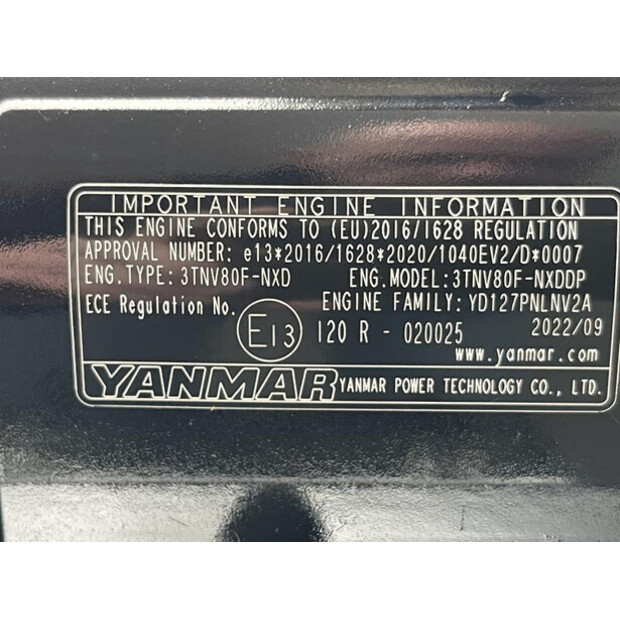 IMPORTANT ENGINE INFORMATION
THIS ENGINE CONFORMS TO (EU)2016/1628 REGULATION
APPROVAL NUMBER: e13*2016/1628*2020/1040EV2/D*0007
ENG.TYPE: 3TNV80F-NXD ENG.MODEL: 3TNV80F-NXDDP
ECE Regulation No. ENGINE FAMILY: YD127PNLNV2A
E13 120 R - 020025 2022/09
www.yanmar.com
YANMAR YANMAR POWER TECHNOLOGY CO., LTD.